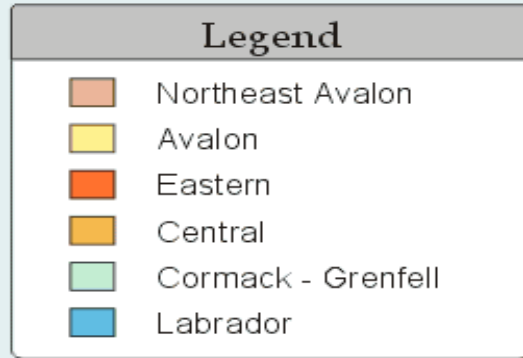 Legend
Northeast Avalon
Avalon
Eastern
Central
Cormack - Grenfell
Labrador